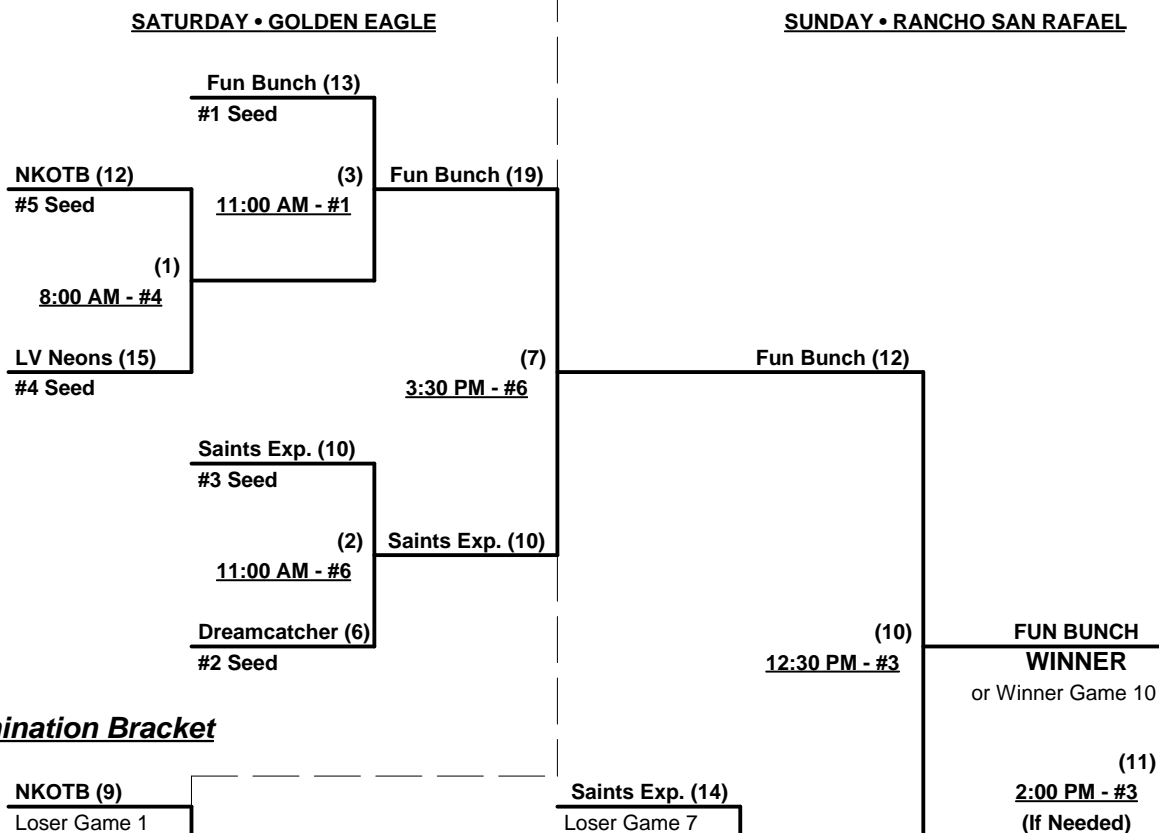 SATURDAY • GOLDEN EAGLE
SUNDAY • RANCHO SAN RAFAEL
Fun Bunch (13)
#1 Seed
NKOTB (12)
(3)
Fun Bunch (19)
#5 Seed
11:00 AM - #1
(1)
8:00 AM - #4
LV Neons (15)
(7)
Fun Bunch (12)
#4 Seed
3:30 PM - #6
Saints Exp. (10)
#3 Seed
(2)
Saints Exp. (10)
11:00 AM - #6
Dreamcatcher (6)
(10)
FUN BUNCH
#2 Seed
12:30 PM - #3
WINNER
or Winner Game 10
mination Bracket
(11)
NKOTB (9)
Saints Exp. (14)
2:00 PM - #3
Loser Game 1
Loser Game 7
(If Needed)